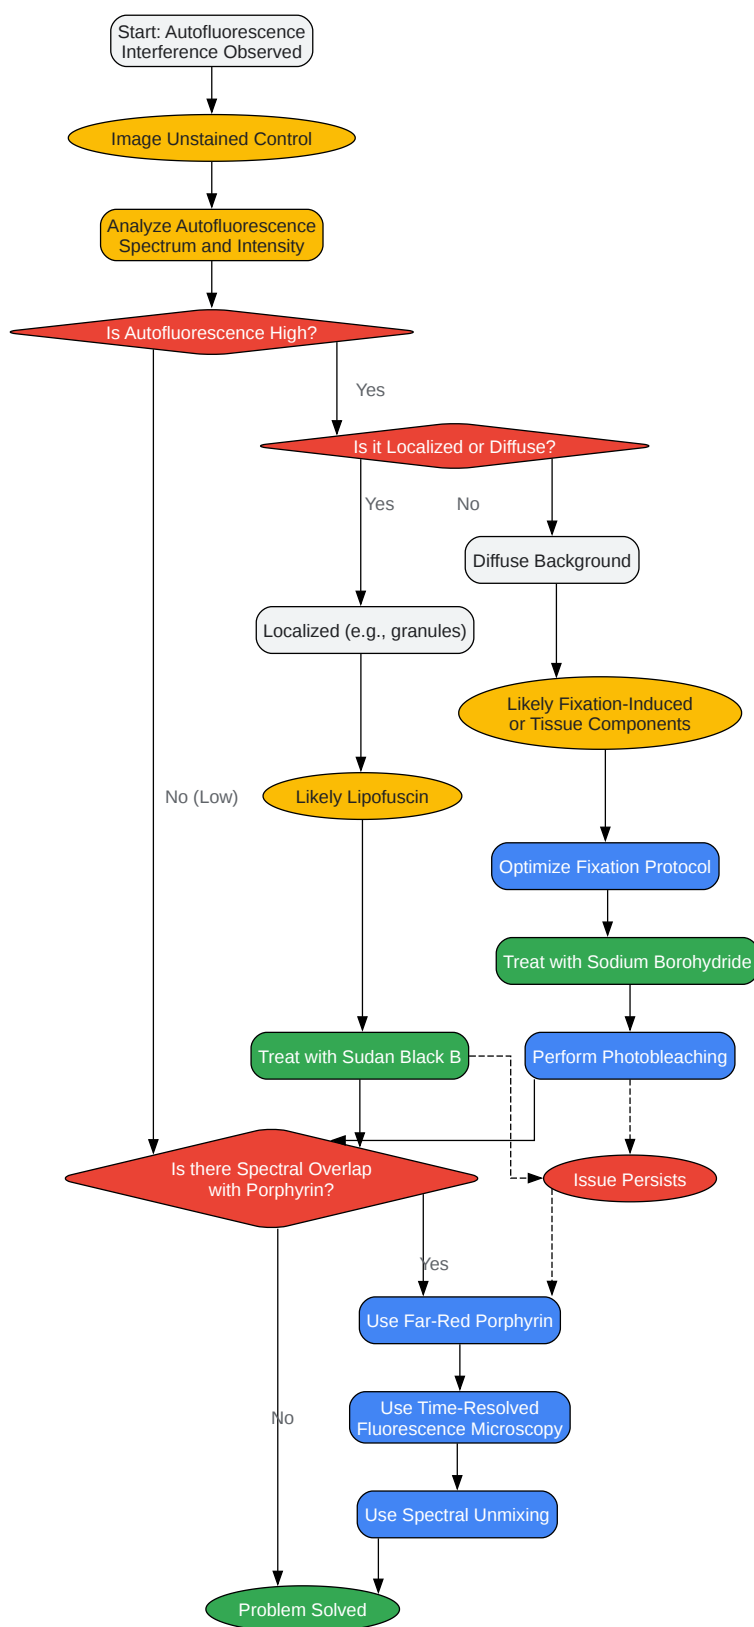 Start: Autofluorescence
Interference Observed
Image Unstained Control
Analyze Autofluorescence
Spectrum and Intensity
Is Autofluorescence High?
Yes
Is it Localized or Diffuse?
Yes
No
Diffuse Background
Localized (e.g., granules)
Likely Fixation-Induced
or Tissue Components
No (Low)
Likely Lipofuscin
Optimize Fixation Protocol
Treat with Sodium Borohydride
Treat with Sudan Black B
Perform Photobleaching
Is there Spectral Overlap
with Porphyrin?
Issue Persists
Yes
Use Far-Red Porphyrin
Use Time-Resolved
Fluorescence Microscopy
No
Use Spectral Unmixing
Problem Solved